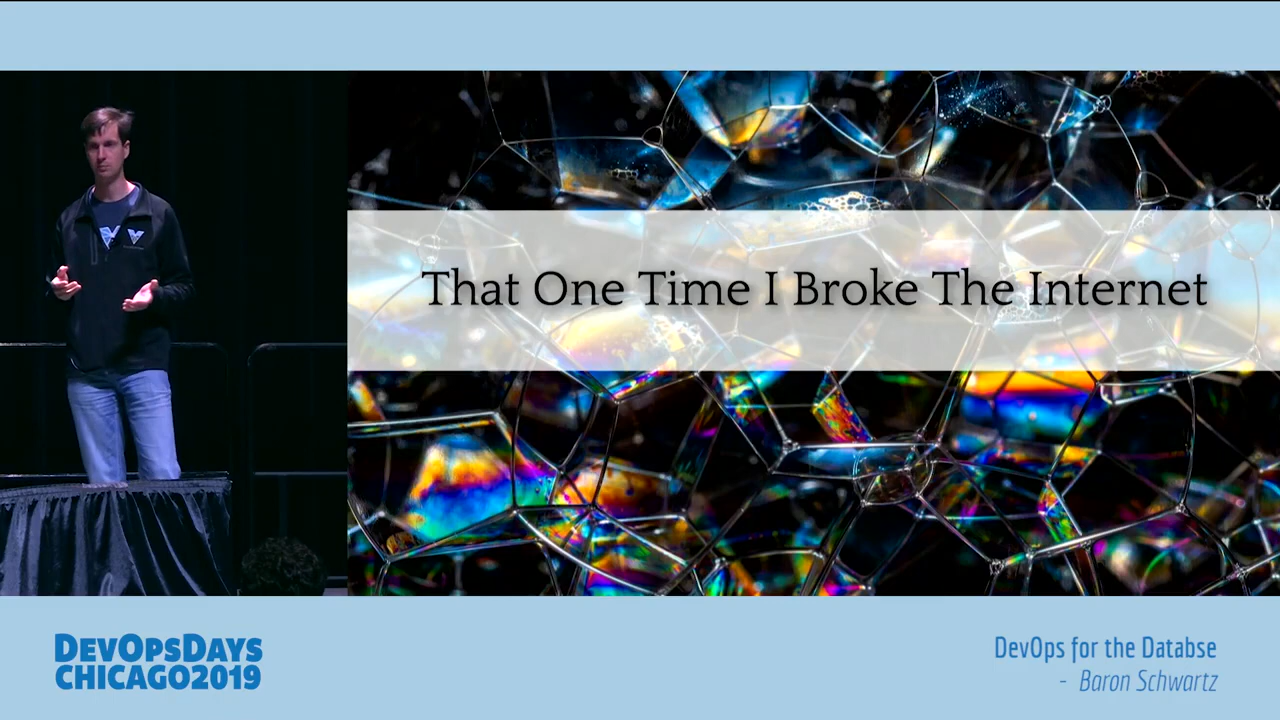 That One Time I Broke The Internet
DEVOPSDAYS
CHICAGO2019
DevOps for the Databse
- Baron Schwartz